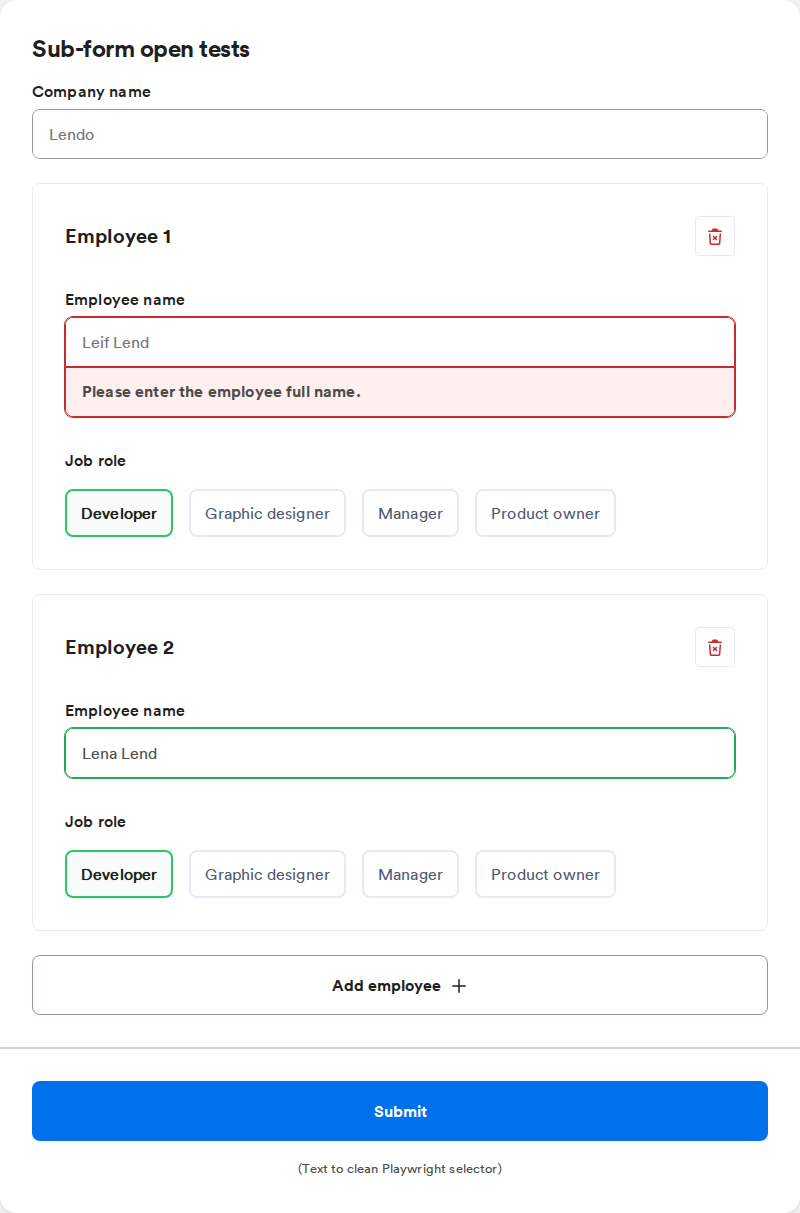 Sub-form open tests
Company name
Lendo
Employee 1
Employee name
Leif Lend
Please enter the employee full name.
Job role
Developer Graphic designer Manager Product owner
Employee 2
Employee name
Lena Lend
Job role
Developer Graphic designer Manager Product owner
Add employee
Submit
(Text to clean Playwright selector)